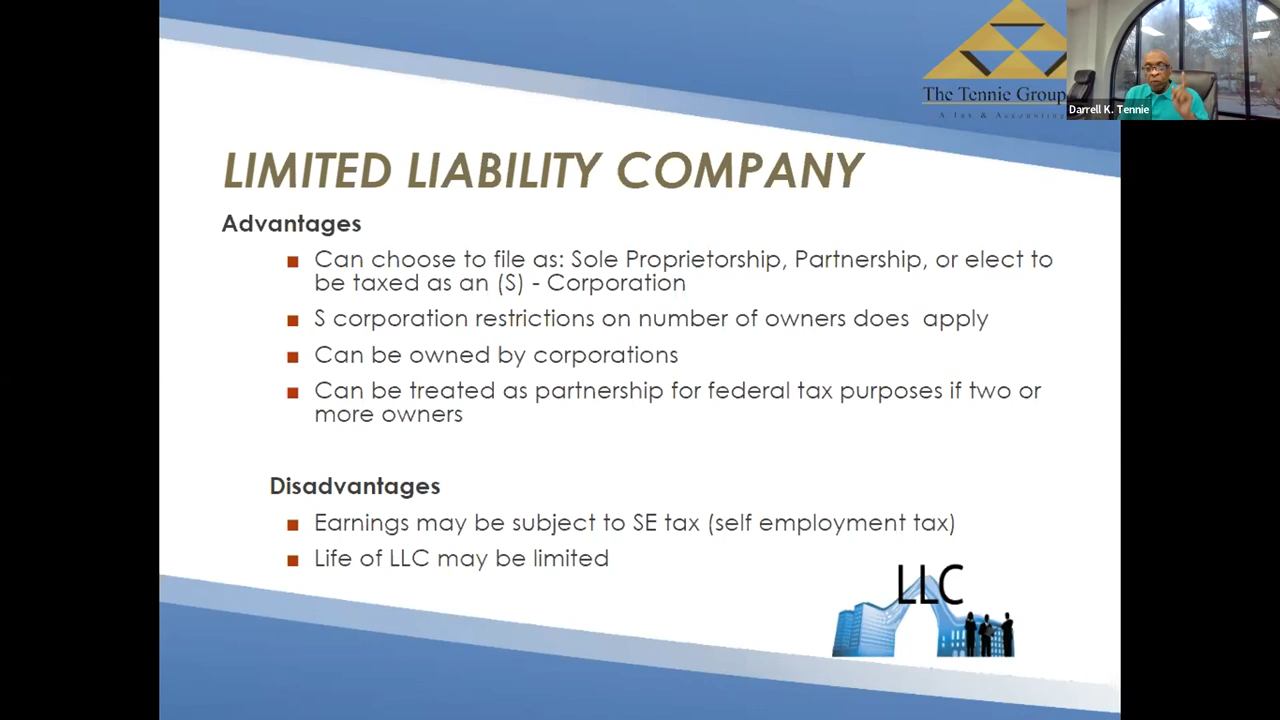 The Tennie Group
A Tax & Accounting
Darrell K. Tennie
LIMITED LIABILITY COMPANY
Advantages
Can choose to file as: Sole Proprietorship, Partnership, or elect to
be taxed as an (S) - Corporation
S corporation restrictions on number of owners does apply
Can be owned by corporations
Can be treated as partnership for federal tax purposes if two or
more owners
Disadvantages
Earnings may be subject to SE tax (self employment tax)
Life of LLC may be limited
LLC